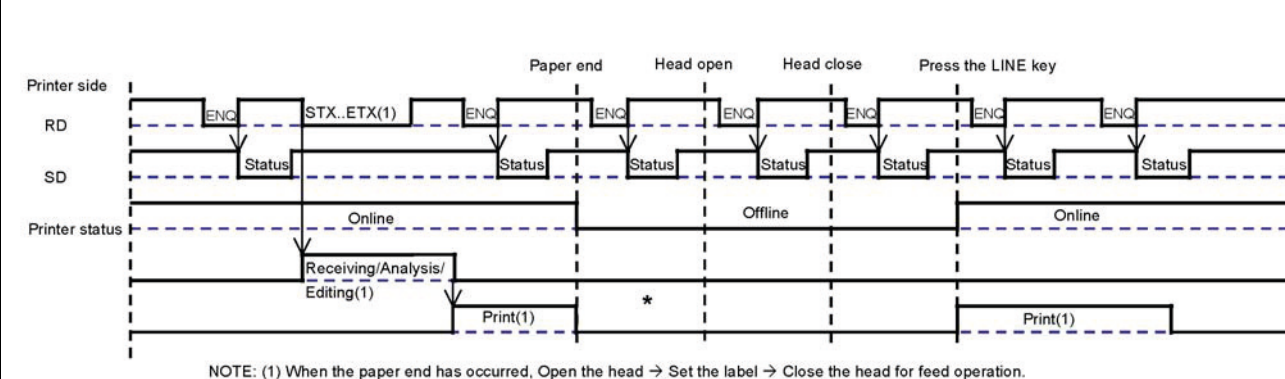 Paper end Head open Head close Press the LINE key
Printer side
ENQ STX..ETX(1) ENQ ENQ ENQ ENQ ENQ ENQ
RD
Status Status Status Status Status Status Status
SD
Online Offline Online
Printer status
Receiving/Analysis/
Editing(1)
*
Print(1) Print(1)
NOTE: (1) When the paper end has occurred, Open the head → Set the label → Close the head for feed operation.